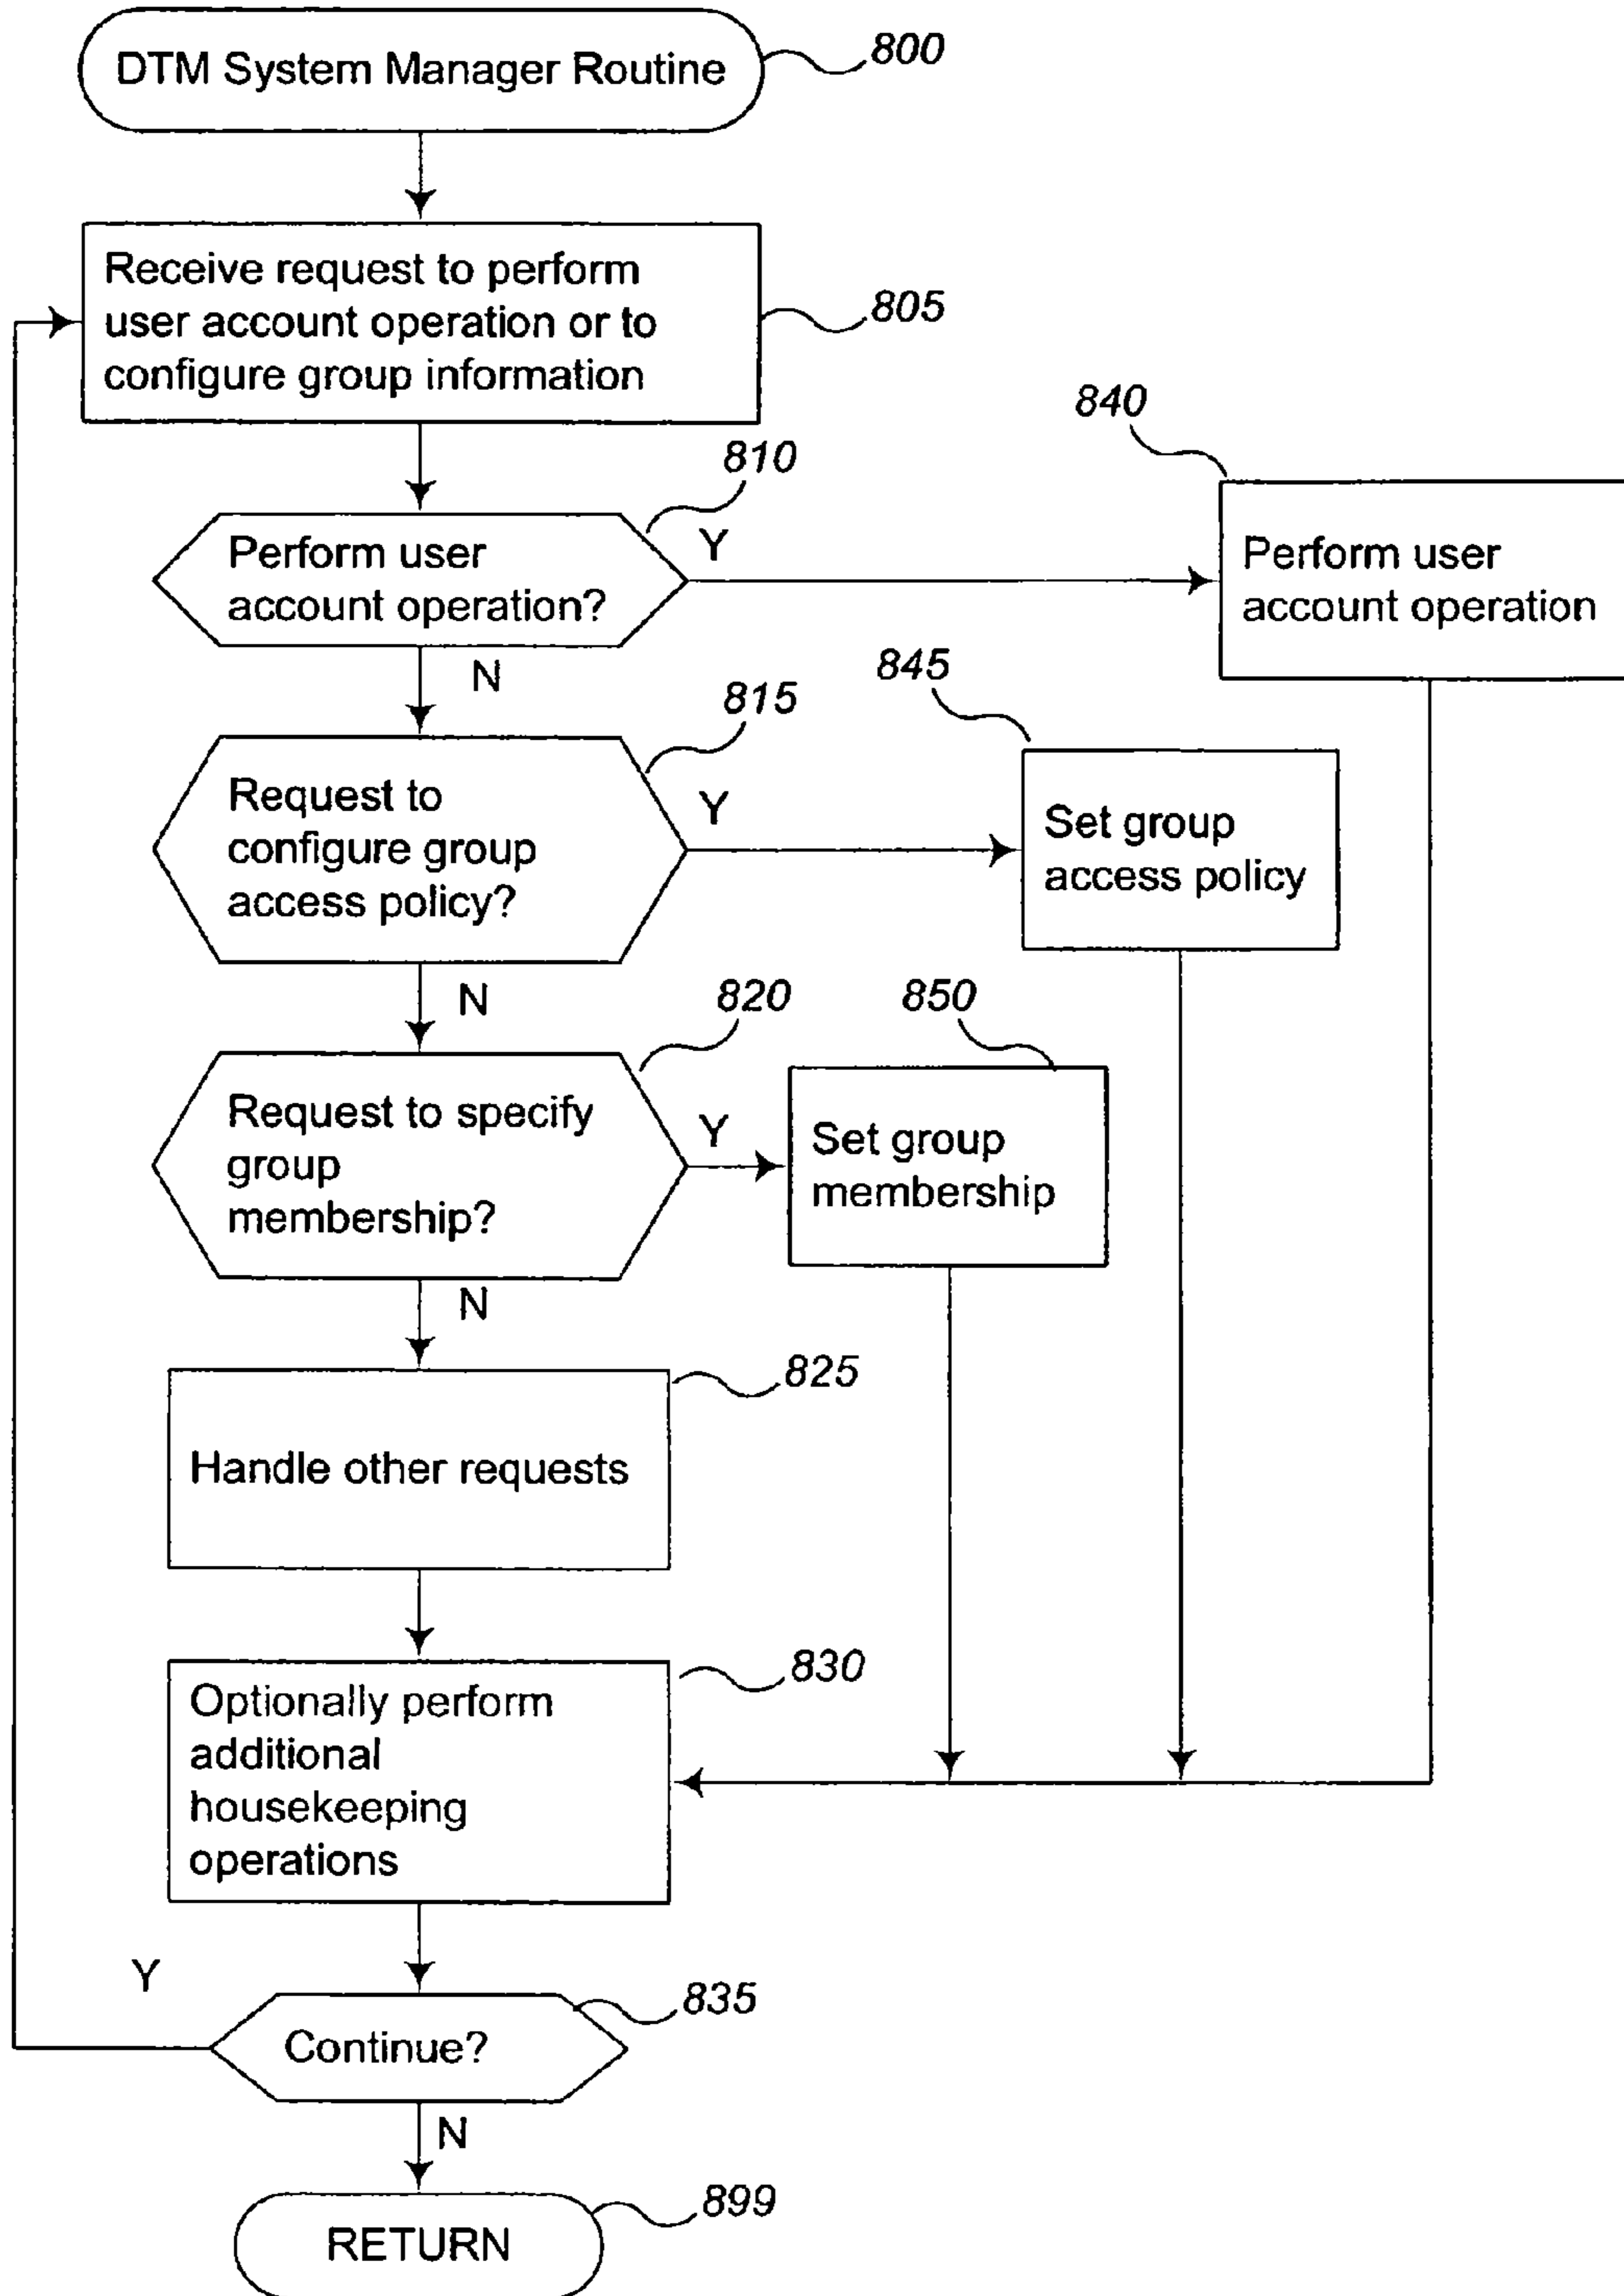 DTM System Manager Routine
800
Receive request to perform
user account operation or to
configure group information
805
810
Perform user
account operation?
Y
N
840
Perform user
account operation
815
Request to
configure group
access policy?
Y
N
845
Set group
access policy
820
Request to specify
group
membership?
Y
N
850
Set group
membership
825
Handle other requests
830
Optionally perform
additional
housekeeping
operations
Y
835
Continue?
N
RETURN
899